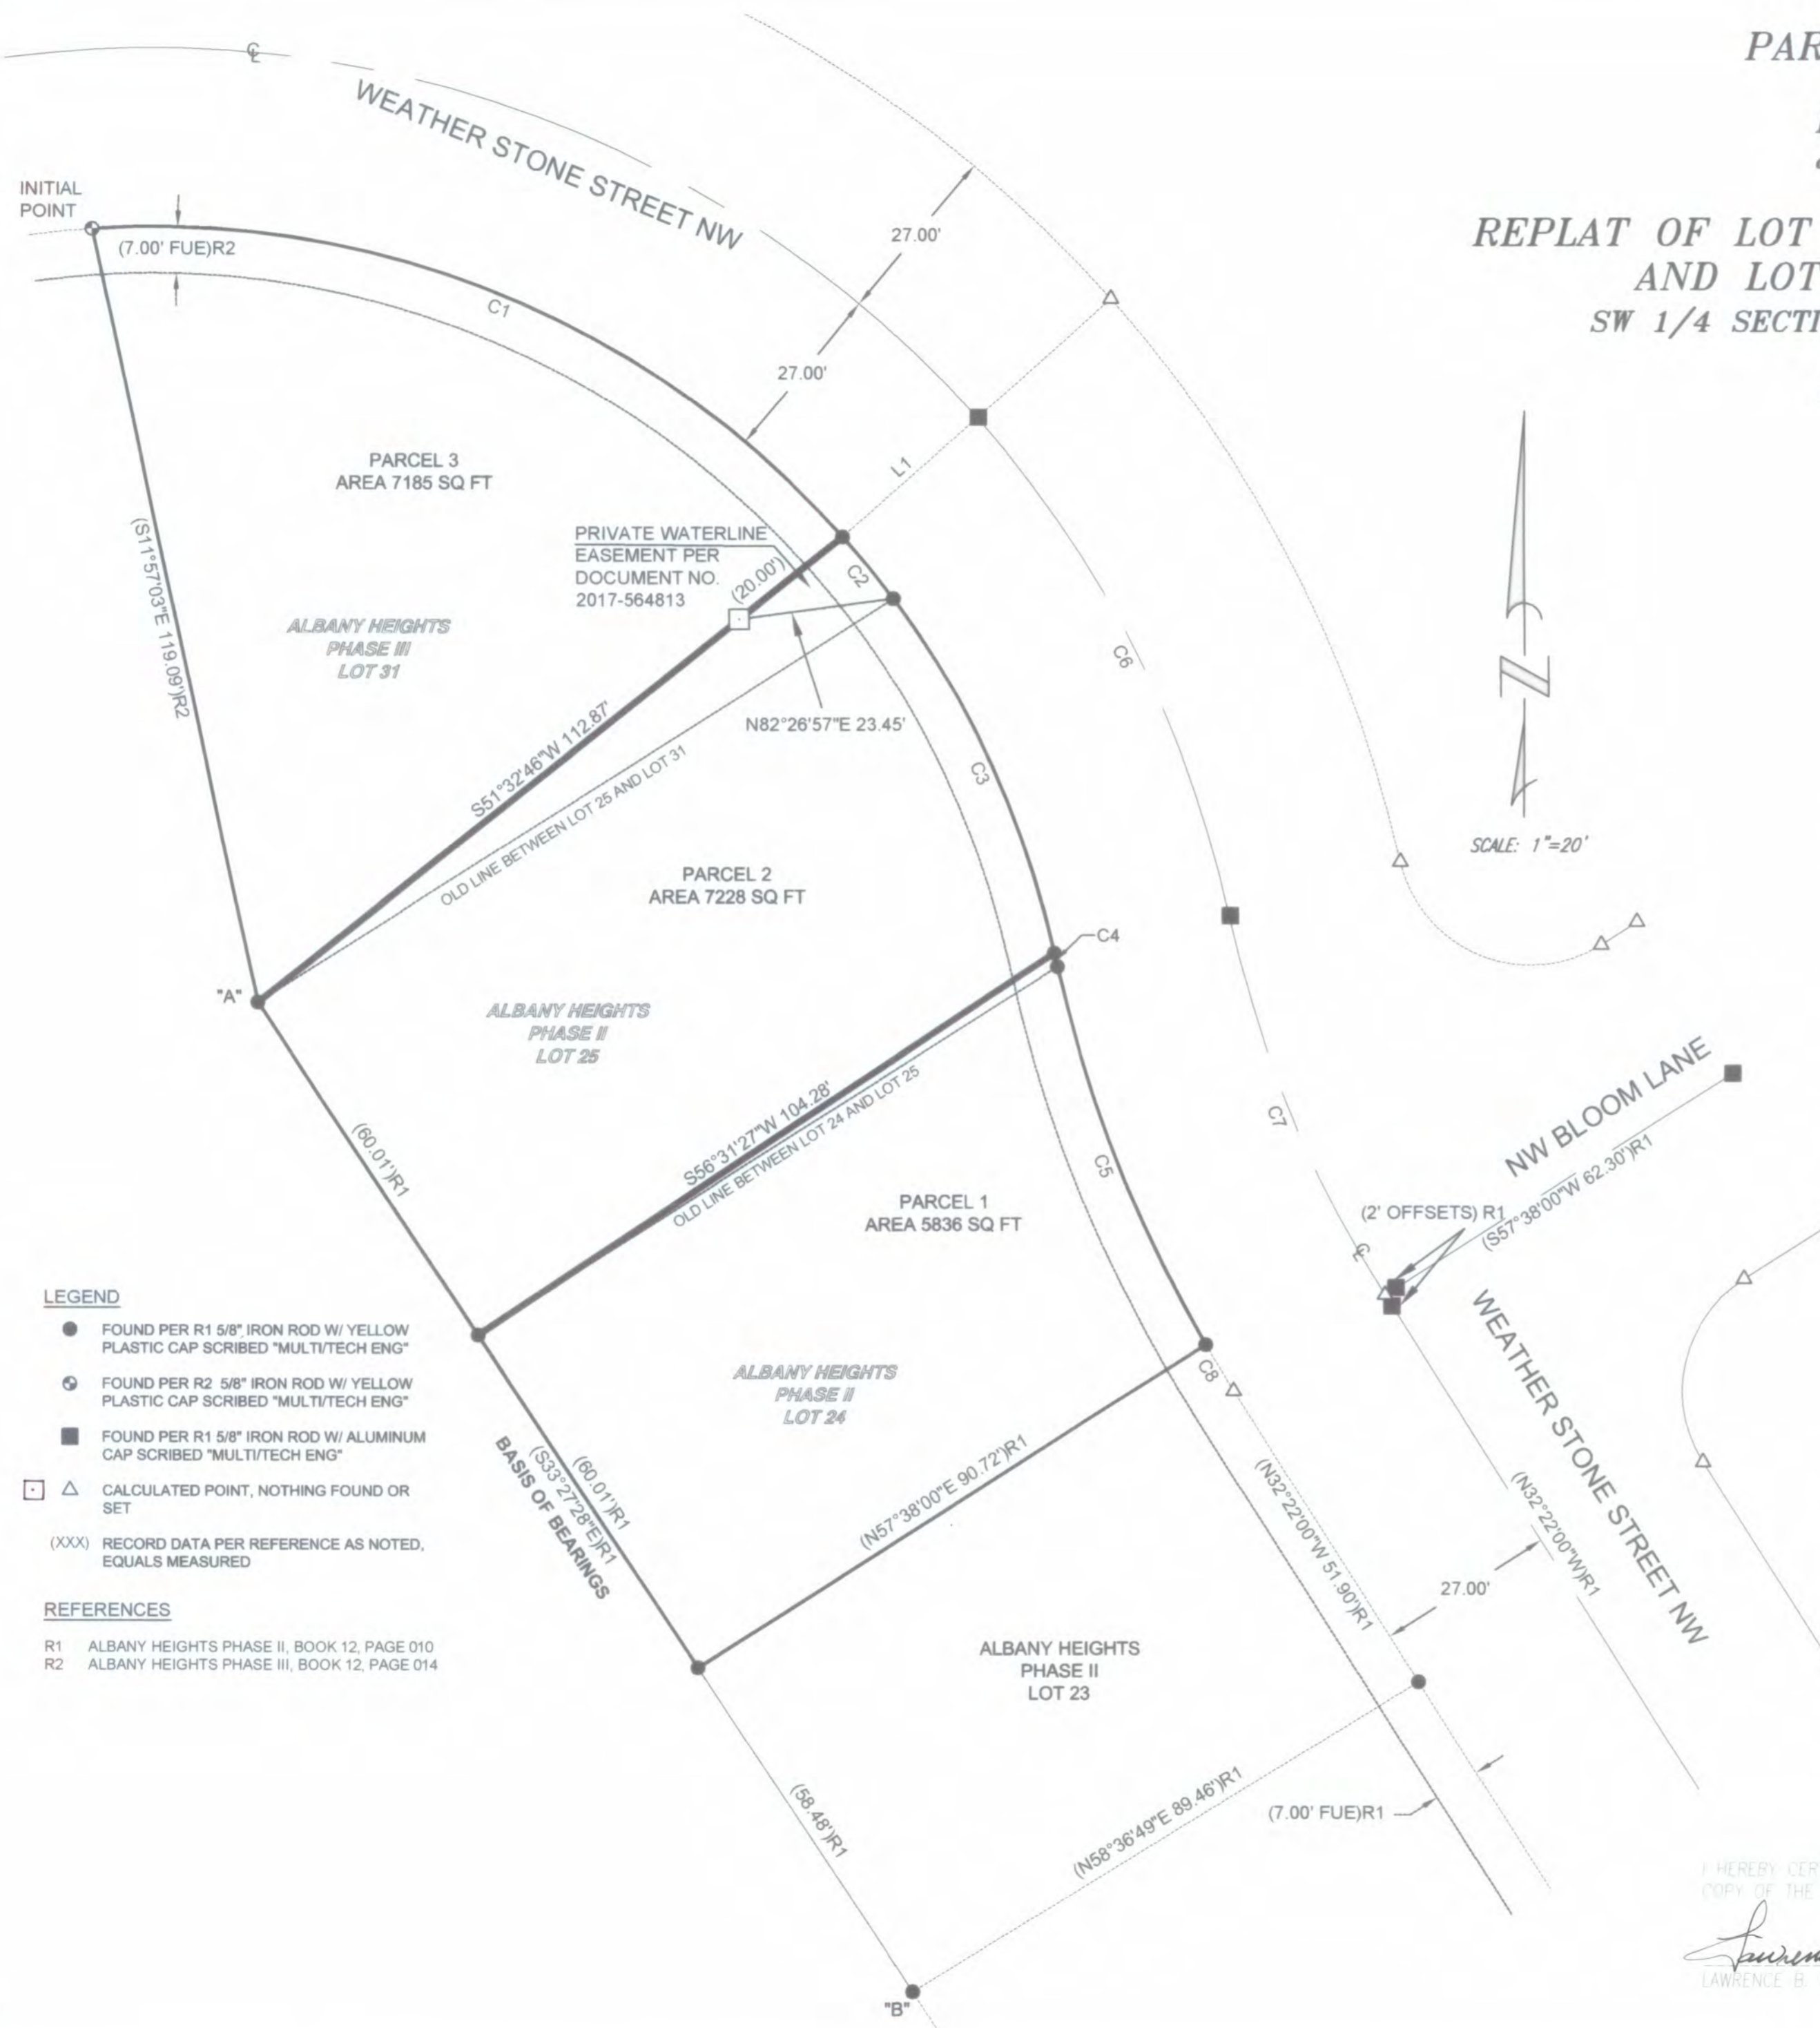 PAR
REPLAT OF LOT
AND LOT
SW 1/4 SECTI
℄
WEATHER STONE STREET NW
INITIAL
POINT
(7.00' FUE)R2
C1
27.00'
27.00'
L1
PARCEL 3
AREA 7185 SQ FT
PRIVATE WATERLINE
EASEMENT PER
DOCUMENT NO.
2017-564813
(20.00')
C2
(S11°57'03"E 119.09')R2
ALBANY HEIGHTS
PHASE III
LOT 31
N82°26'57"E 23.45'
C6
N
SCALE: 1"=20'
S51°32'46"W 112.87'
OLD LINE BETWEEN LOT 25 AND LOT 31
C3
PARCEL 2
AREA 7228 SQ FT
C4
"A"
ALBANY HEIGHTS
PHASE II
LOT 25
S56°31'27"W 104.28'
OLD LINE BETWEEN LOT 24 AND LOT 25
(60.01')R1
C7
C5
NW BLOOM LANE
(S57°38'00"W 62.30')R1
(2' OFFSETS) R1
℄
PARCEL 1
AREA 5836 SQ FT
WEATHER STONE STREET NW
LEGEND
FOUND PER R1 5/8" IRON ROD W/ YELLOW
PLASTIC CAP SCRIBED "MULTI/TECH ENG"
FOUND PER R2 5/8" IRON ROD W/ YELLOW
PLASTIC CAP SCRIBED "MULTI/TECH ENG"
FOUND PER R1 5/8" IRON ROD W/ ALUMINUM
CAP SCRIBED "MULTI/TECH ENG"
CALCULATED POINT, NOTHING FOUND OR
SET
(XXX) RECORD DATA PER REFERENCE AS NOTED,
EQUALS MEASURED
REFERENCES
R1 ALBANY HEIGHTS PHASE II, BOOK 12, PAGE 010
R2 ALBANY HEIGHTS PHASE III, BOOK 12, PAGE 014
ALBANY HEIGHTS
PHASE II
LOT 24
C8
(60.01')R1
(S33°27'28"E)R1
BASIS OF BEARINGS
(N57°38'00"E 90.72')R1
(N32°22'00"W 51.90')R1
(N32°22'00"W)R1
27.00'
ALBANY HEIGHTS
PHASE II
LOT 23
(58.48')R1
(N58°36'49"E 89.46')R1
(7.00' FUE)R1
"B"
I HEREBY CER
COPY OF THE
Lawren
LAWRENCE B.